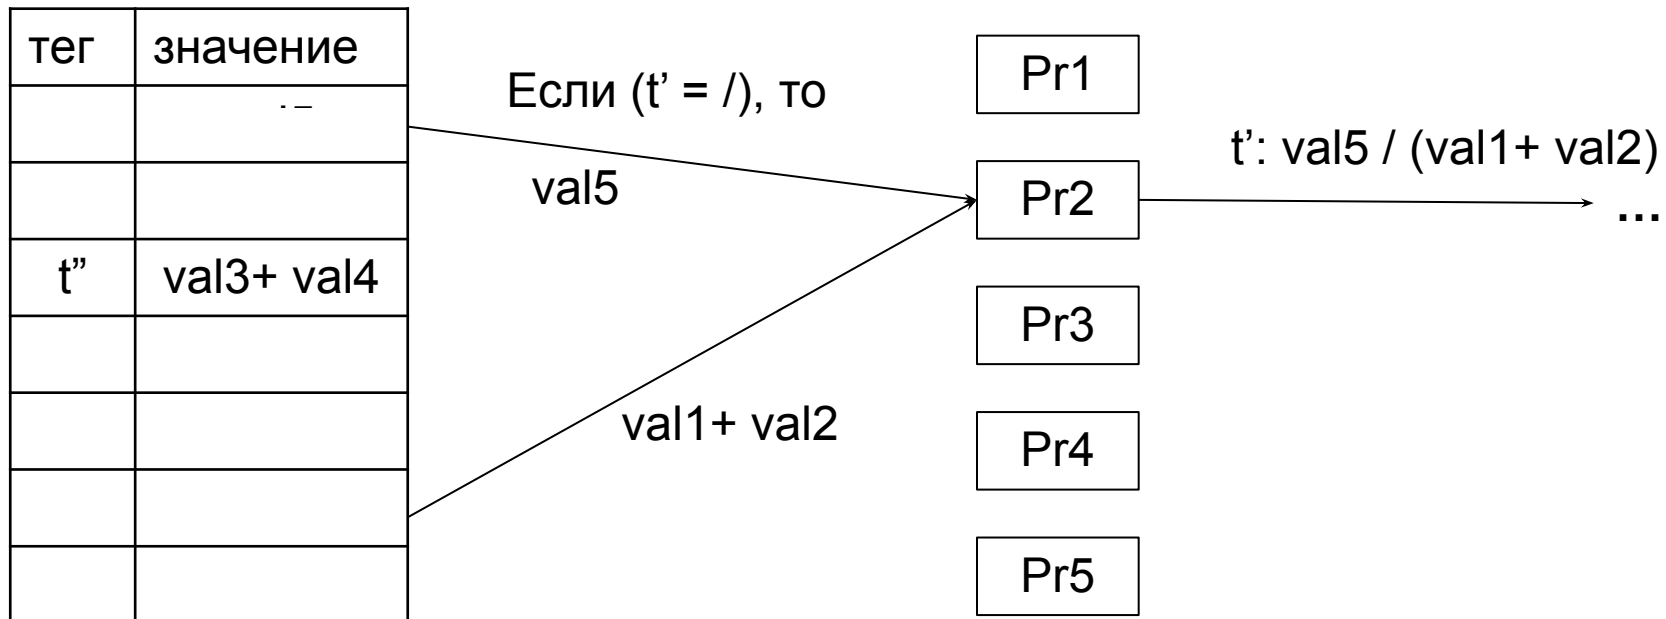 тег значение
Если (t’ = /), то
val5
t” val3+ val4
val1+ val2
Pr1
Pr2
Pr3
Pr4
Pr5
t’: val5 / (val1+ val2)
...